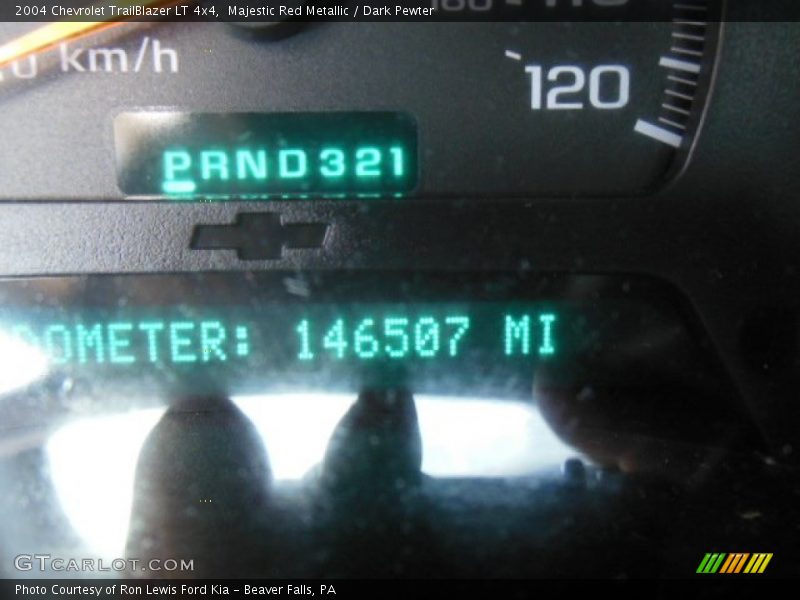 2004 Chevrolet TrailBlazer LT 4x4,  Majestic Red Metallic / Dark Pewter
km/h
120
PRND321
ODOMETER: 146507 MI
GTCARLOT.COM
Photo Courtesy of Ron Lewis Ford Kia - Beaver Falls, PA